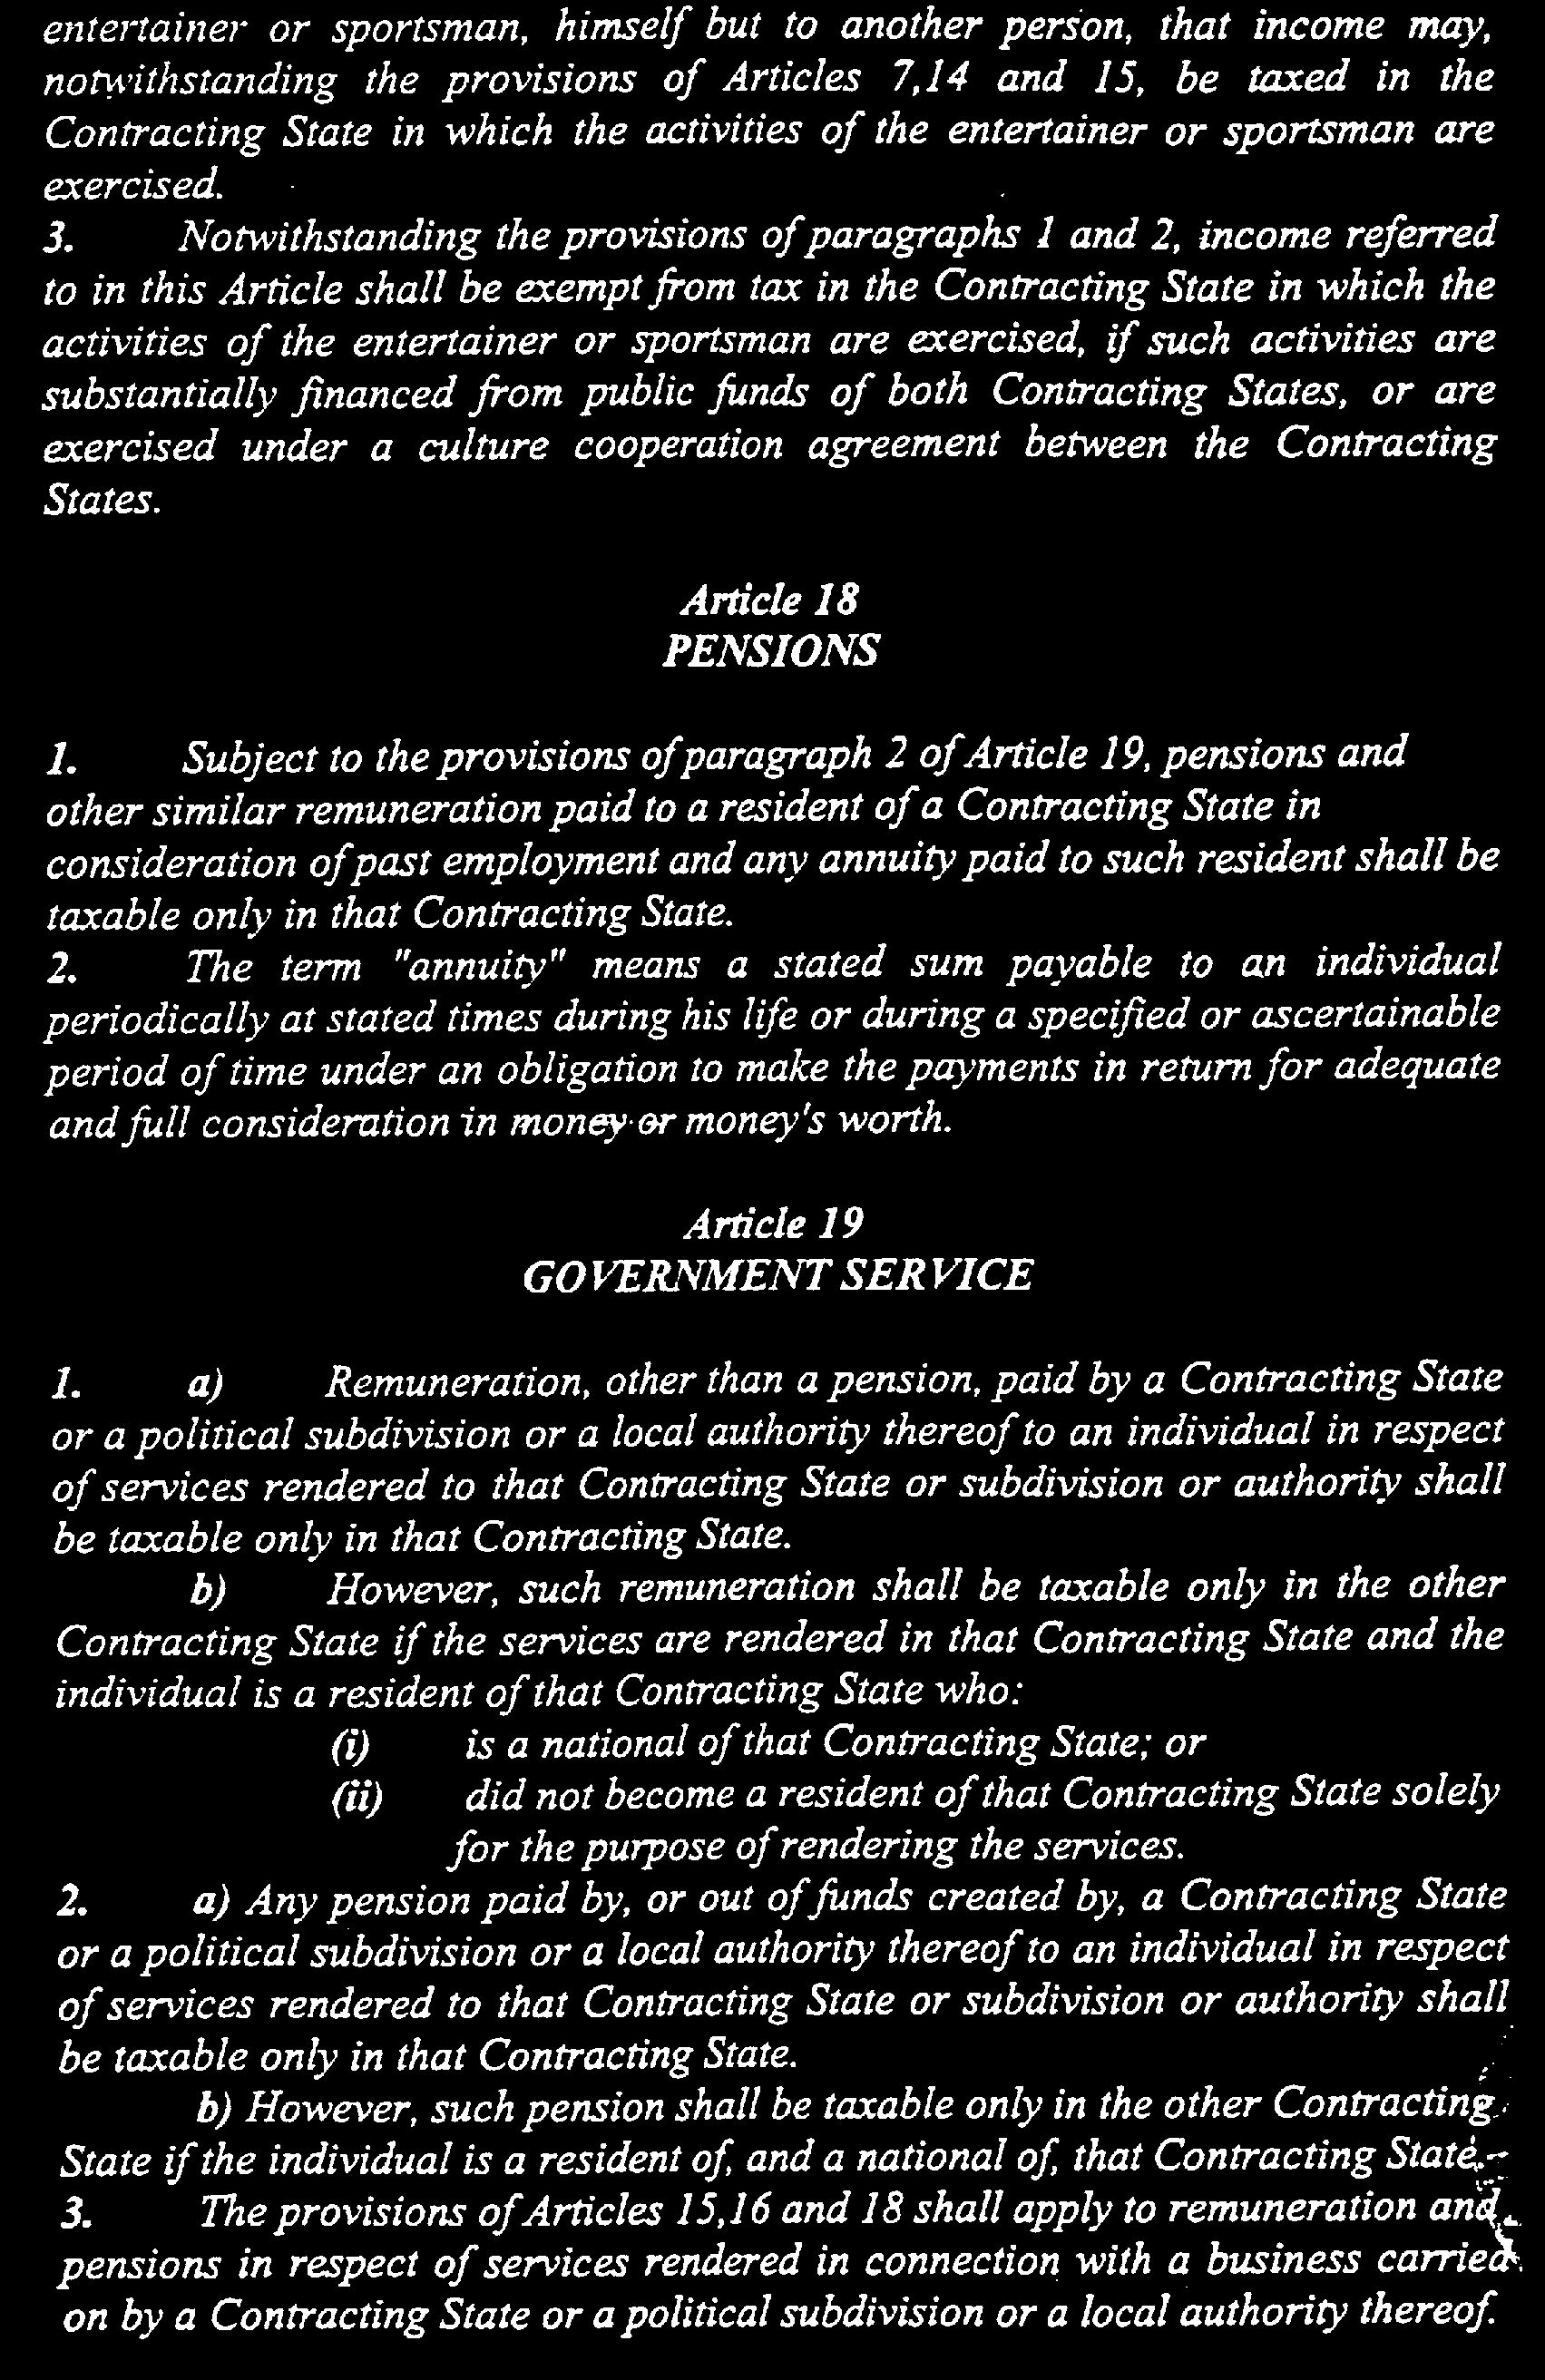 entertainer or sportsman, himself but to another person, that income may,
notwithstanding the provisions of Articles 7,14 and 15, be taxed in the
Contracting State in which the activities of the entertainer or sportsman are
exercised.
3. Notwithstanding the provisions of paragraphs 1 and 2, income referred
to in this Article shall be exempt from tax in the Contracting State in which the
activities of the entertainer or sportsman are exercised, if such activities are
substantially financed from public funds of both Contracting States, or are
exercised under a culture cooperation agreement between the Contracting
States.
Article 18
PENSIONS
1. Subject to the provisions of paragraph 2 of Article 19, pensions and
other similar remuneration paid to a resident of a Contracting State in
consideration of past employment and any annuity paid to such resident shall be
taxable only in that Contracting State.
2. The term "annuity" means a stated sum payable to an individual
periodically at stated times during his life or during a specified or ascertainable
period of time under an obligation to make the payments in return for adequate
and full consideration in money or money's worth.
Article 19
GOVERNMENT SERVICE
1. a) Remuneration, other than a pension, paid by a Contracting State
or a political subdivision or a local authority thereof to an individual in respect
of services rendered to that Contracting State or subdivision or authority shall
be taxable only in that Contracting State.
b) However, such remuneration shall be taxable only in the other
Contracting State if the services are rendered in that Contracting State and the
individual is a resident of that Contracting State who:
(i) is a national of that Contracting State; or
(ii) did not become a resident of that Contracting State solely
for the purpose of rendering the services.
2. a) Any pension paid by, or out of funds created by, a Contracting State
or a political subdivision or a local authority thereof to an individual in respect
of services rendered to that Contracting State or subdivision or authority shall
be taxable only in that Contracting State.
b) However, such pension shall be taxable only in the other Contracting
State if the individual is a resident of, and a national of, that Contracting State.
3. The provisions of Articles 15,16 and 18 shall apply to remuneration and
pensions in respect of services rendered in connection with a business carried
on by a Contracting State or a political subdivision or a local authority thereof.